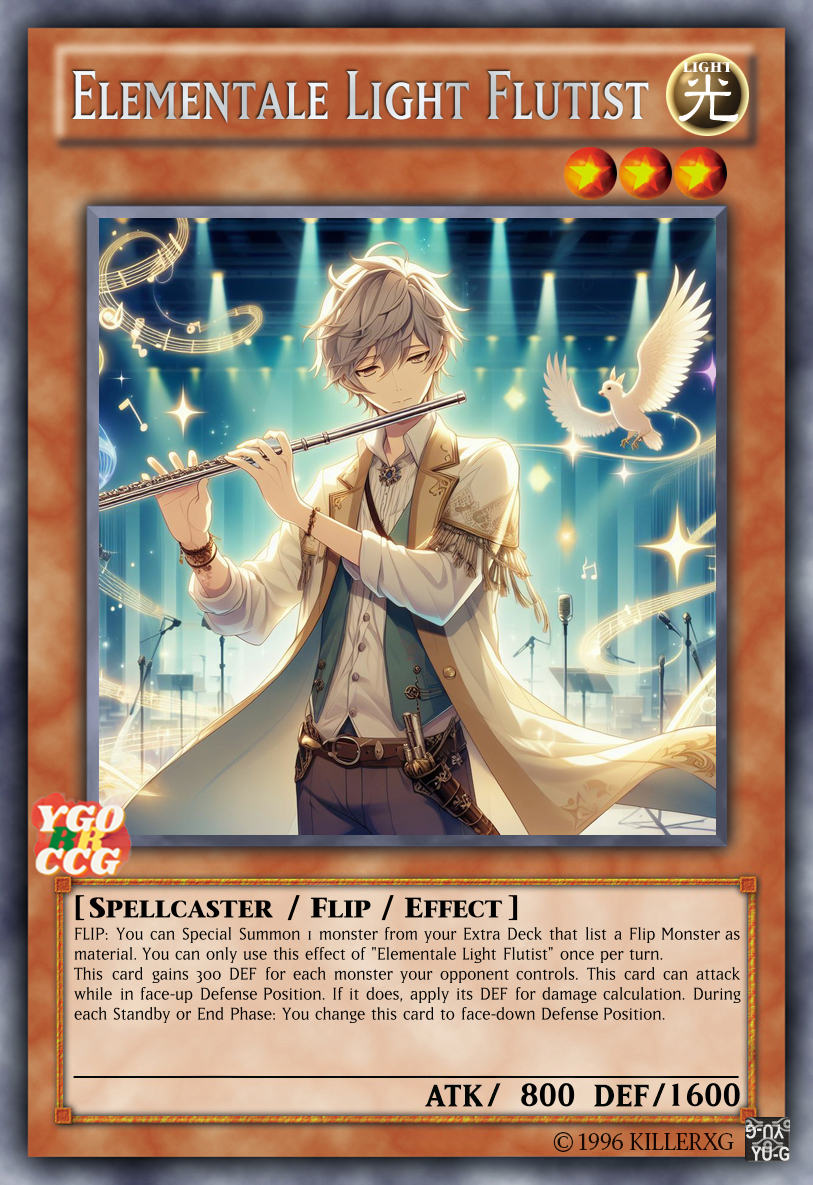 Elementale Light Flutist
LIGHT
光
YGO
BR
CCG
[ Spellcaster / Flip / Effect ]
FLIP: You can Special Summon 1 monster from your Extra Deck that list a Flip Monster as
material. You can only use this effect of "Elementale Light Flutist" once per turn.
This card gains 300 DEF for each monster your opponent controls. This card can attack
while in face-up Defense Position. If it does, apply its DEF for damage calculation. During
each Standby or End Phase: You change this card to face-down Defense Position.
ATK/ 800 DEF/1600
© 1996 KILLERXG
YU-G
YU-G